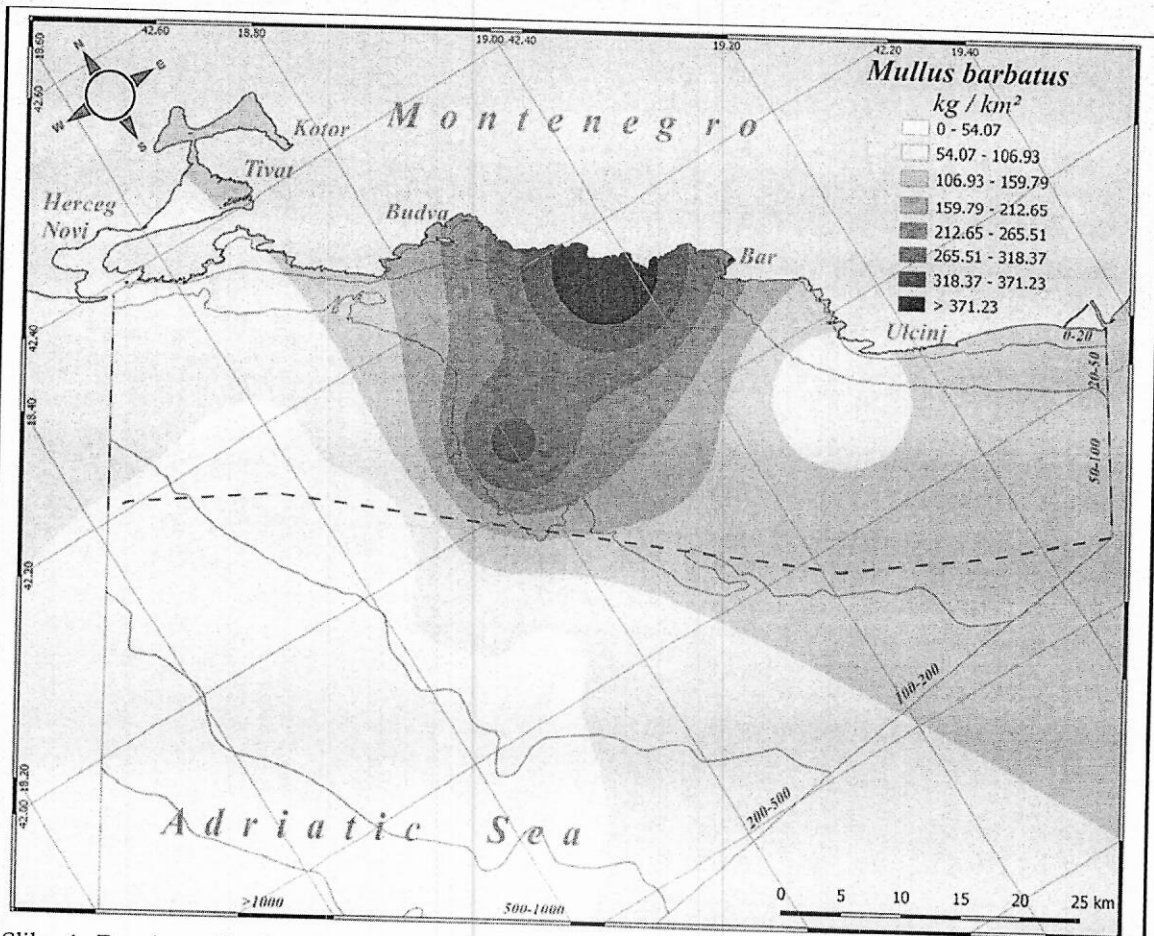 42.60
18.80
19.00
42.40
19.20
42.20
19.40
18.60
42.60
N
E
W
S
Mullus barbatus
kg / km²
0 - 54.07
54.07 - 106.93
106.93 - 159.79
159.79 - 212.65
212.65 - 265.51
265.51 - 318.37
318.37 - 371.23
> 371.23
Montenegro
Kotor
Tivat
Herceg
Novi
Budva
Bar
Ulcinj
0-20
20-50
50-100
42.40
18.40
42.20
18.20
42.00
100-200
200-500
Adriatic Sea
>1000
500-1000
0 5 10 15 20 25 km